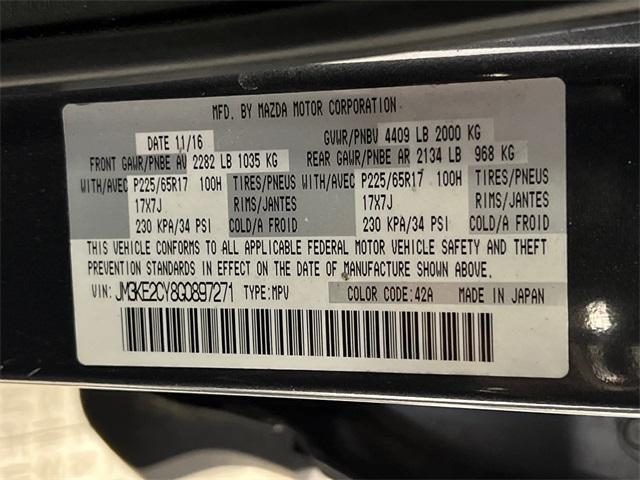 MFD. BY MAZDA MOTOR CORPORATION
DATE 11/16 GVWR/PNBV 4409 LB 2000 KG
FRONT GAWR/PNBE AV 2282 LB 1035 KG REAR GAWR/PNBE AR 2134 LB 968 KG
WITH/AVEC P225/65R17 100H TIRES/PNEUS WITH/AVEC P225/65R17 100H TIRES/PNEUS
17X7J RIMS/JANTES 17X7J RIMS/JANTES
230 KPA/34 PSI COLD/A FROID 230 KPA/34 PSI COLD/A FROID
THIS VEHICLE CONFORMS TO ALL APPLICABLE FEDERAL MOTOR VEHICLE SAFETY AND THEFT
PREVENTION STANDARDS IN EFFECT ON THE DATE OF MANUFACTURE SHOWN ABOVE.
VIN: JM3KE2CY8G0897271 TYPE: MPV COLOR CODE: 42A MADE IN JAPAN